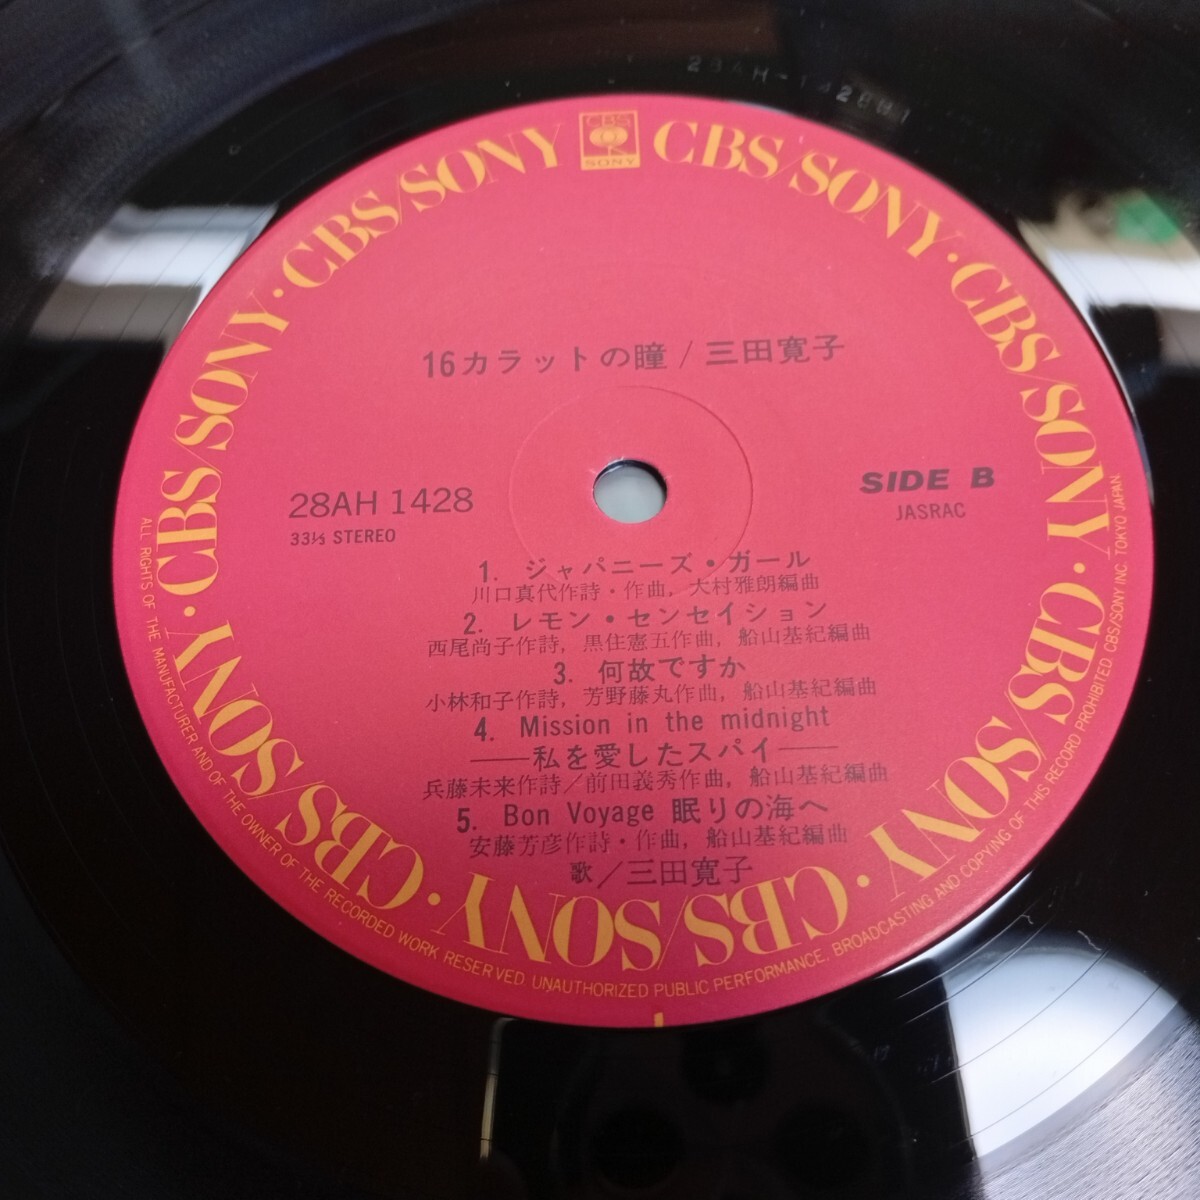 CBS
SONY
CBS/SONY · CBS/SONY · CBS/SONY · CBS/SONY · CBS/SONY · CBS/SONY · CBS/SONY · CBS/SONY
16カラットの瞳/三田寛子
28AH 1428
33⅓ STEREO
SIDE B
JASRAC
1. ジャパニーズ・ガール
川口真代作詩・作曲, 大村雅朗編曲
2. レモン・センセイション
西尾尚子作詩, 黒住憲五作曲, 船山基紀編曲
3. 何故ですか
小林和子作詩, 芳野藤丸作曲, 船山基紀編曲
4. Mission in the midnight
——私を愛したスパイ——
兵藤未来作詩/前田義秀作曲, 船山基紀編曲
5. Bon Voyage 眠りの海へ
安藤芳彦作詩・作曲, 船山基紀編曲
歌/三田寛子
ALL RIGHTS OF THE MANUFACTURER AND OF THE OWNER OF THE RECORDED WORK RESERVED. UNAUTHORIZED PUBLIC PERFORMANCE. BROADCASTING AND COPYING OF THIS RECORD PROHIBITED. CBS/SONY INC. TOKYO JAPAN